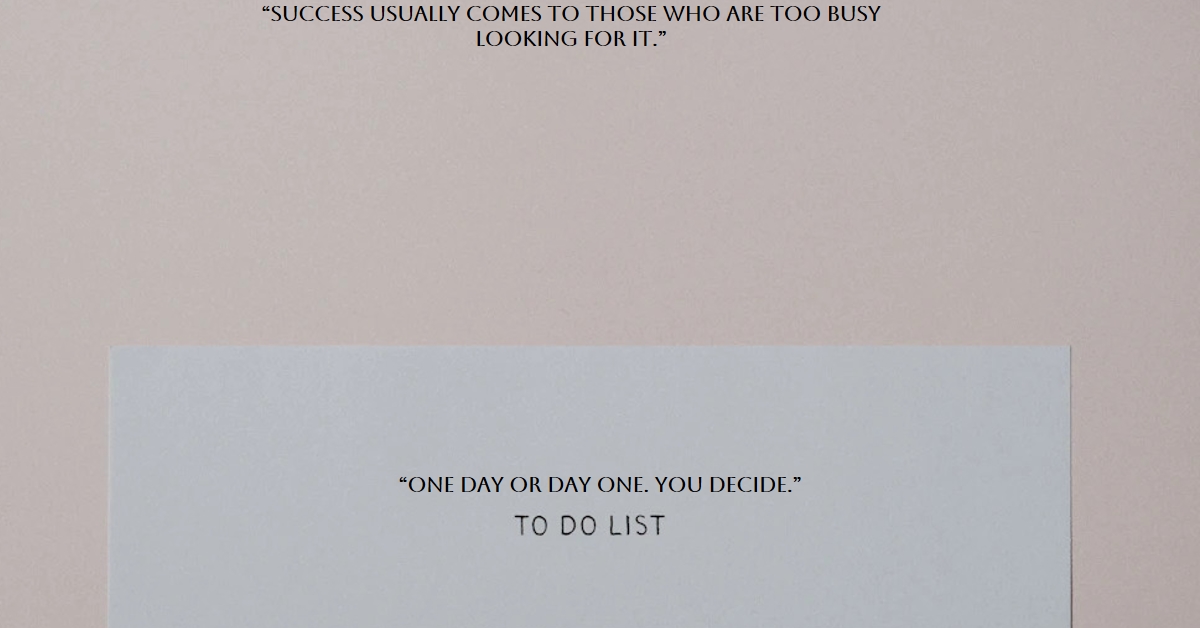 “SUCCESS USUALLY COMES TO THOSE WHO ARE TOO BUSY
LOOKING FOR IT.”
“ONE DAY OR DAY ONE. YOU DECIDE.”
TO DO LIST